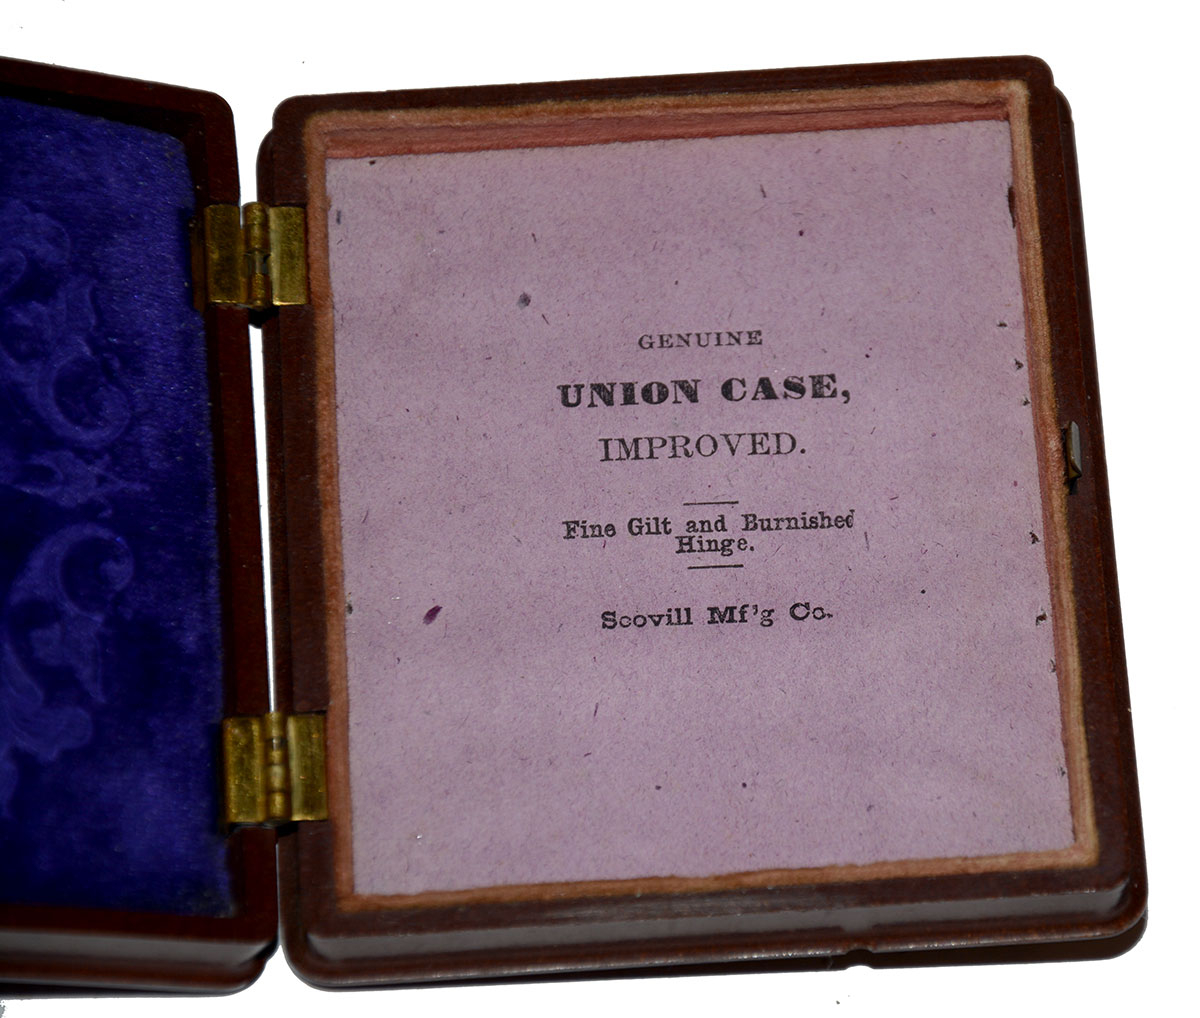 GENUINE
UNION CASE,
IMPROVED.
Fine Gilt and Burnished
Hinge.
Scovill Mf'g Co.